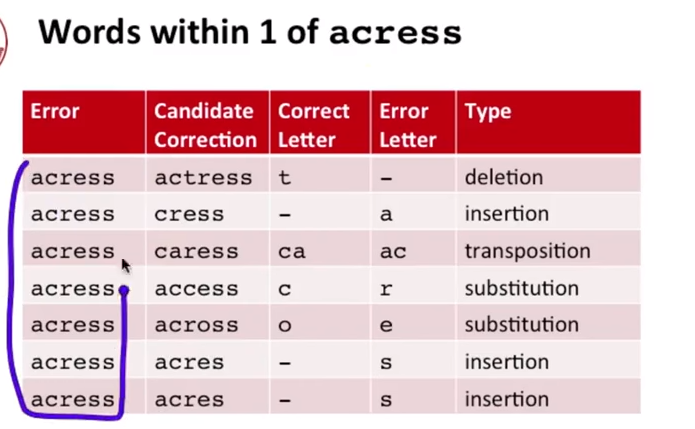 Words within 1 of acress
Error Candidate Correction Correct Letter Error Letter Type
acress actress t – deletion
acress cress – a insertion
acress caress ca ac transposition
acress access c r substitution
acress across o e substitution
acress acres – s insertion
acress acres – s insertion